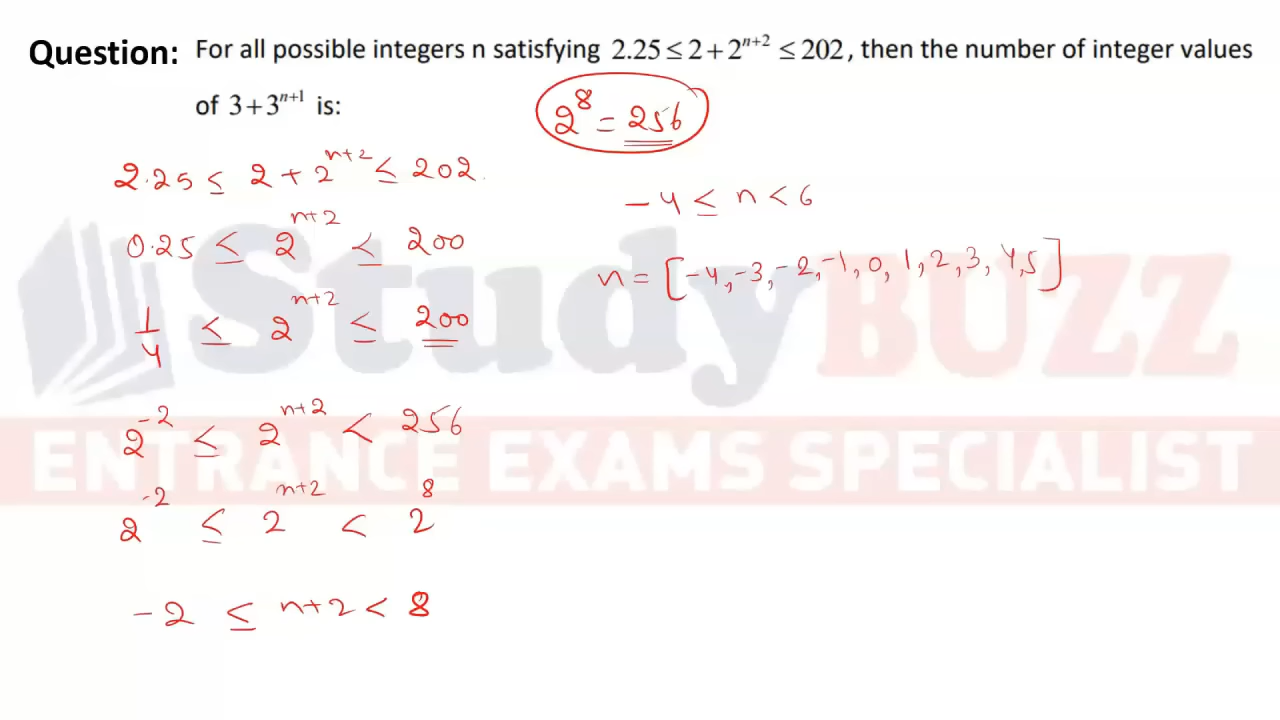 Question: For all possible integers n satisfying 2.25 ≤ 2 + 2^{n+2} ≤ 202, then the number of integer values
of 3 + 3^{n+1} is:
2^8 = 256
2.25 ≤ 2 + 2^{n+2} ≤ 202
0.25 ≤ 2^{n+2} ≤ 200
1/4 ≤ 2^{n+2} ≤ 200
2^{-2} ≤ 2^{n+2} < 256
2^{-2} ≤ 2^{n+2} < 2^8
-2 ≤ n+2 < 8
-4 ≤ n < 6
n = [-4, -3, -2, -1, 0, 1, 2, 3, 4, 5]
StudyBUZZ
ENTRANCE EXAMS SPECIALIST